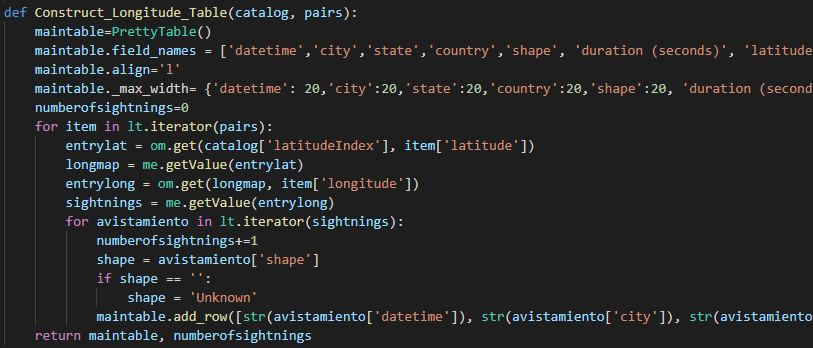 def Construct_Longitude_Table(catalog, pairs):
    maintable=PrettyTable()
    maintable.field_names = ['datetime','city','state','country','shape', 'duration (seconds)', 'latitude
    maintable.align='l'
    maintable._max_width= {'datetime': 20,'city':20,'state':20,'country':20,'shape':20, 'duration (second
    numberofsightnings=0
    for item in lt.iterator(pairs):
        entrylat = om.get(catalog['latitudeIndex'], item['latitude'])
        longmap = me.getValue(entrylat)
        entrylong = om.get(longmap, item['longitude'])
        sightnings = me.getValue(entrylong)
        for avistamiento in lt.iterator(sightnings):
            numberofsistnings+=1
            shape = avistamiento['shape']
            if shape == '':
                shape = 'Unknown'
            maintable.add_row([str(avistamiento['datetime']), str(avistamiento['city']), str(avistamiento
    return maintable, numberofsightnings